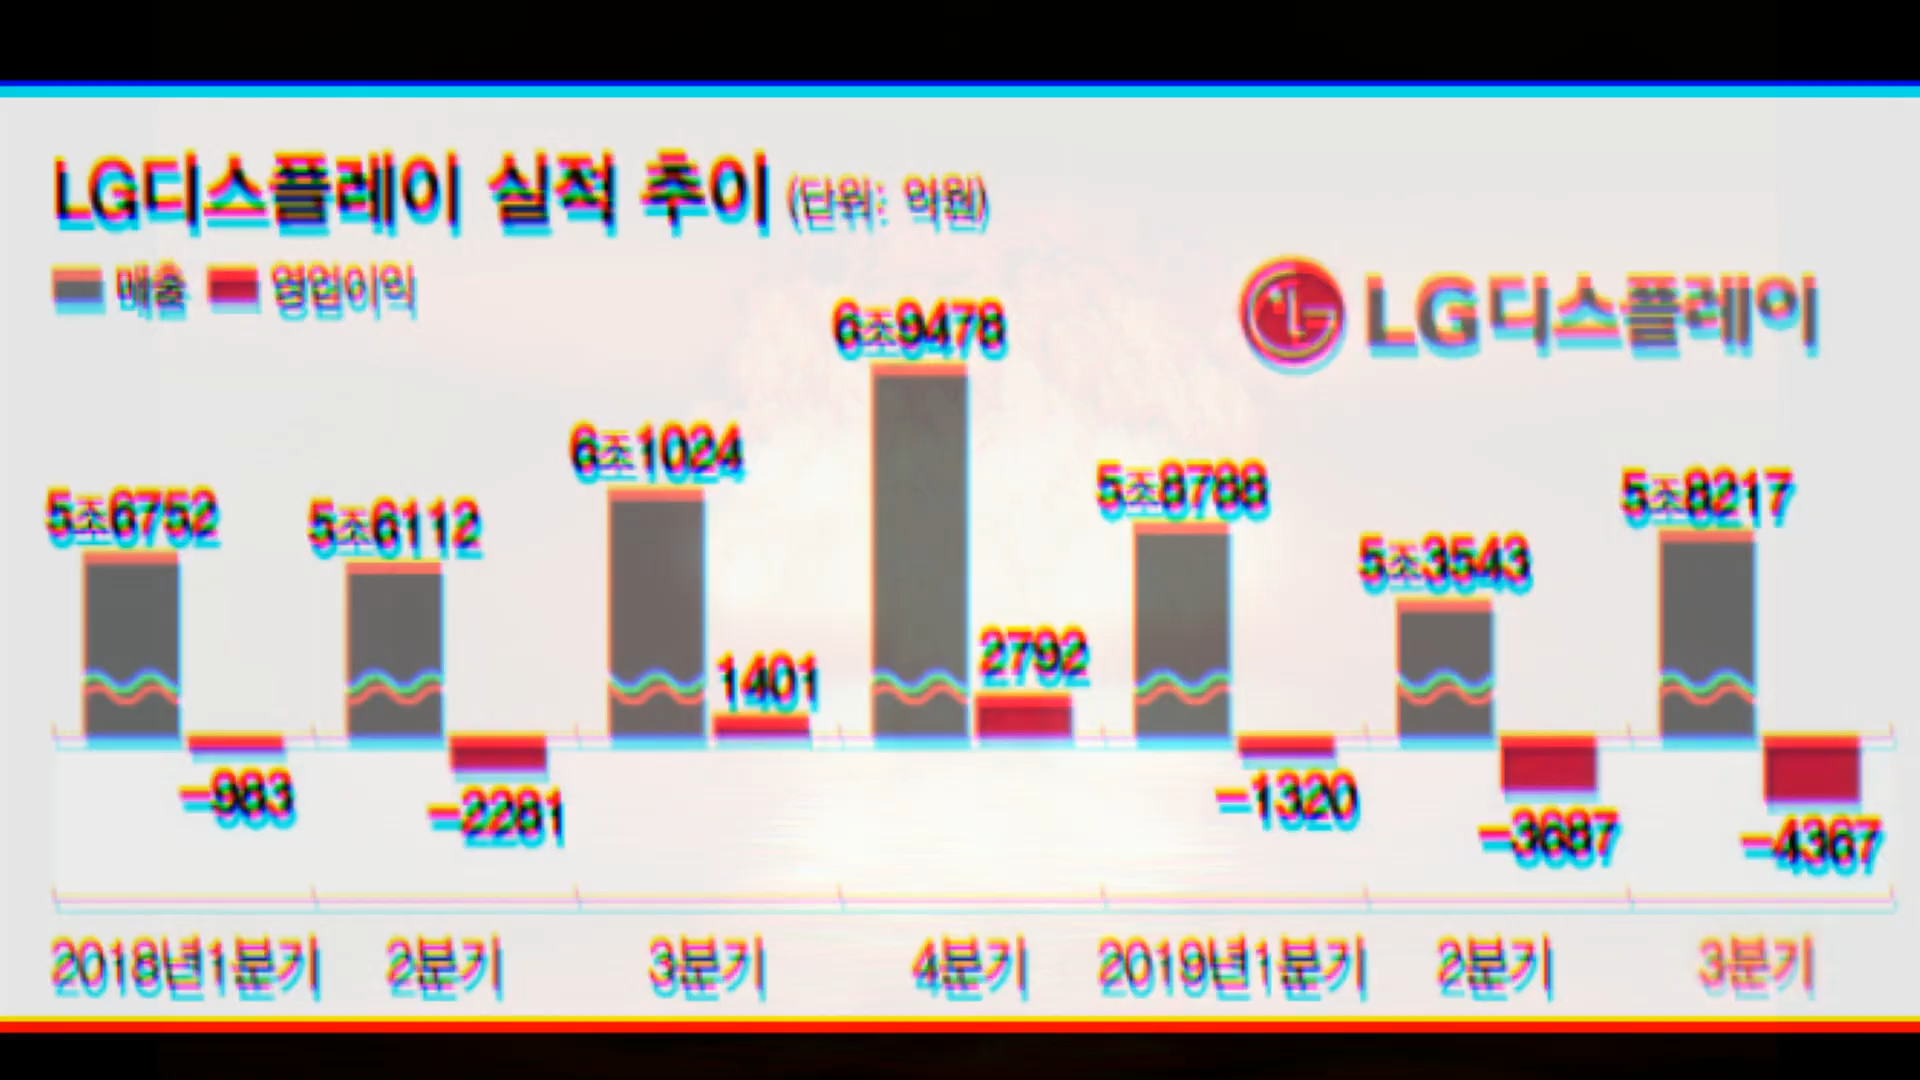 LG디스플레이 실적 추이 (단위: 억원)
매출 영업이익
LG디스플레이
5조6752 5조6112 6조1024 6조9478 5조8788 5조3543 5조8217
-983 -2281 1401 2792 -1320 -3687 -4367
2018년1분기 2분기 3분기 4분기 2019년1분기 2분기 3분기